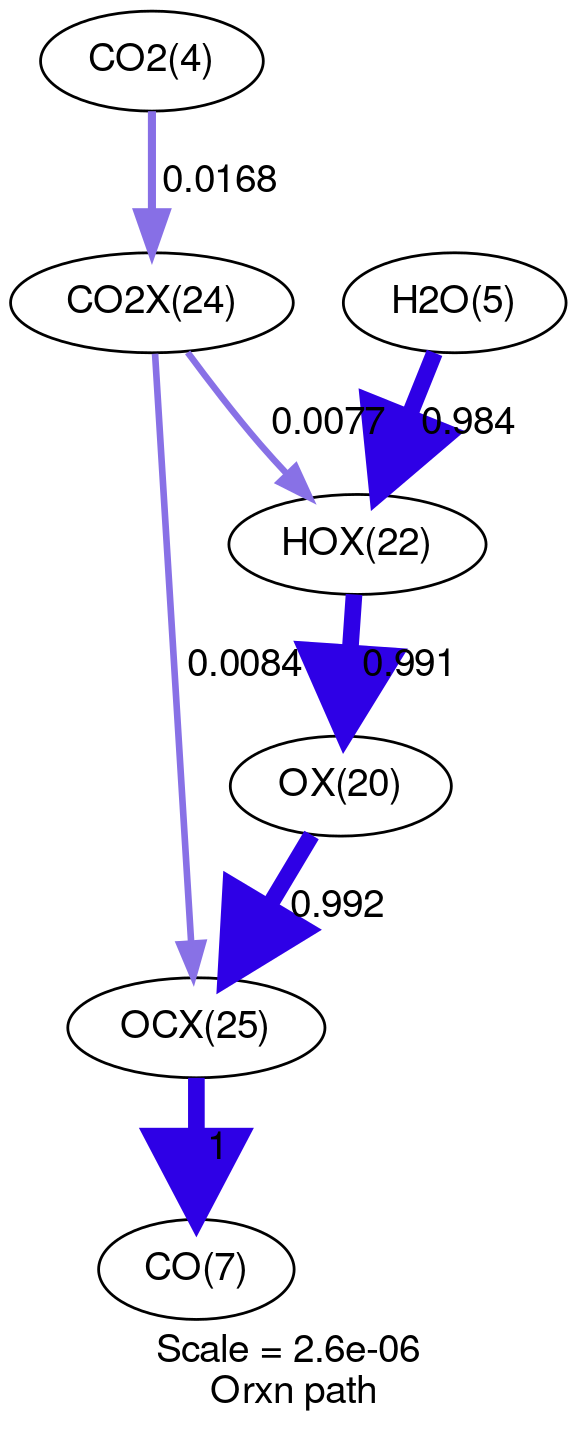 CO2(4)
0.0168
CO2X(24)
H2O(5)
0.0077
0.984
HOX(22)
0.0084
0.991
OX(20)
0.992
OCX(25)
1
CO(7)
Scale = 2.6e-06
Orxn path